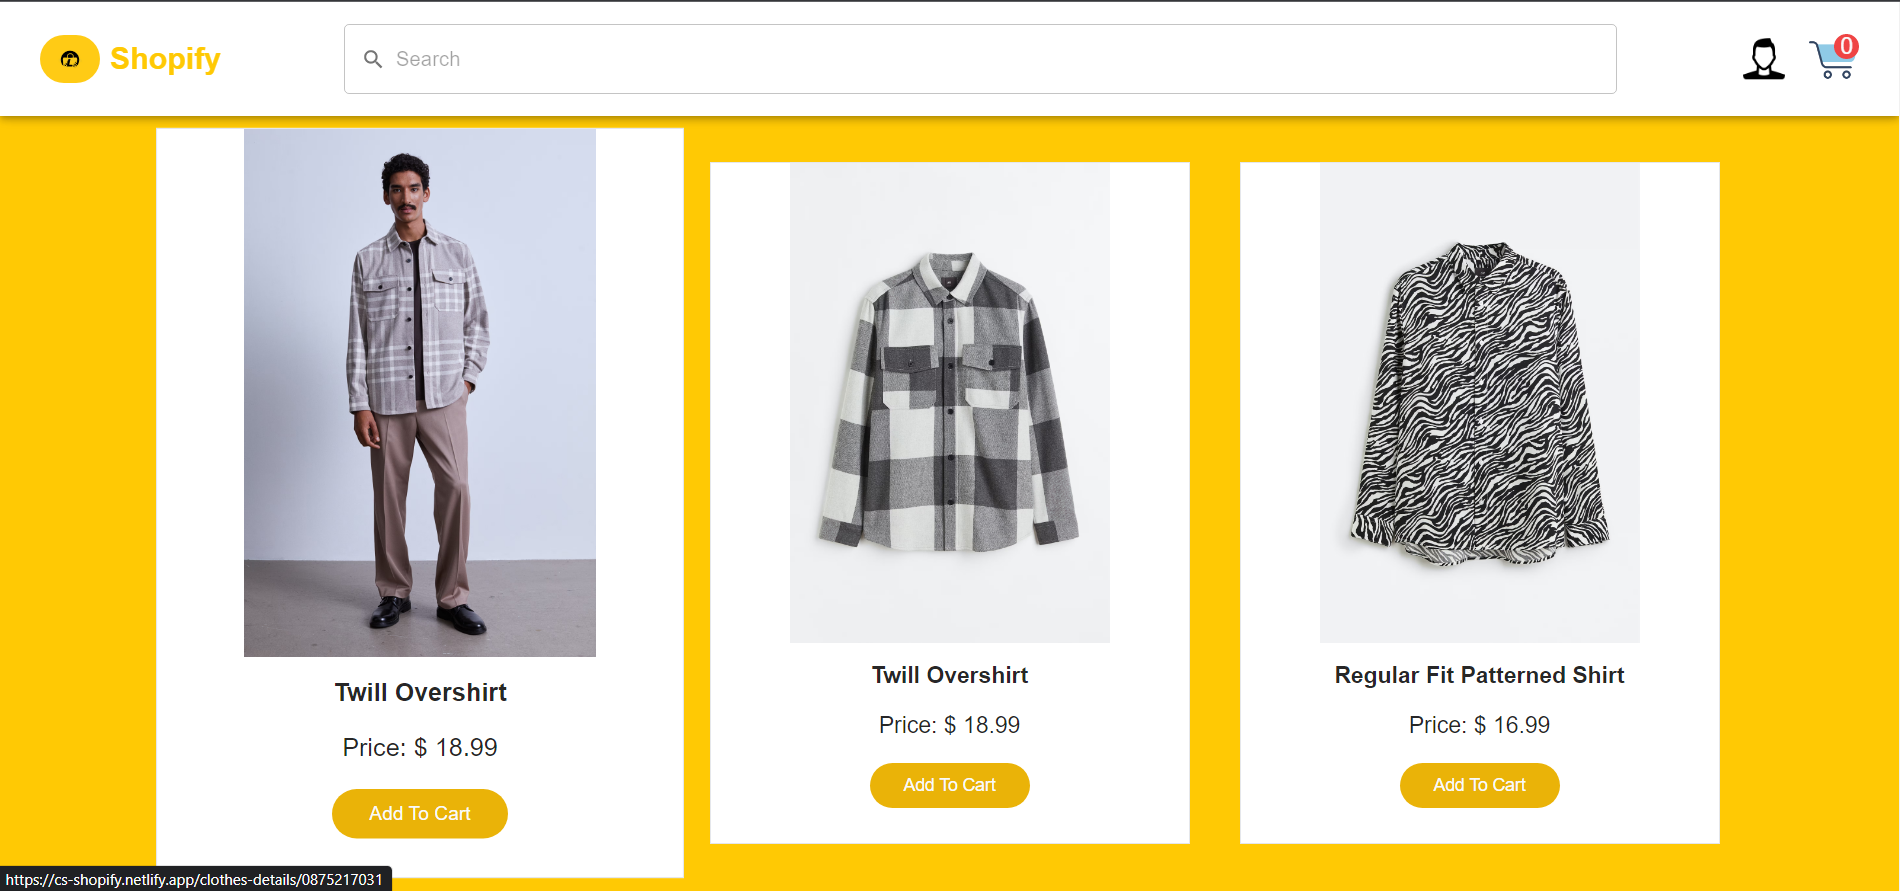 Shopify
Search
0
Twill Overshirt
Price: $ 18.99
Add To Cart
Twill Overshirt
Price: $ 18.99
Add To Cart
Regular Fit Patterned Shirt
Price: $ 16.99
Add To Cart
https://cs-shopify.netlify.app/clothes-details/0875217031